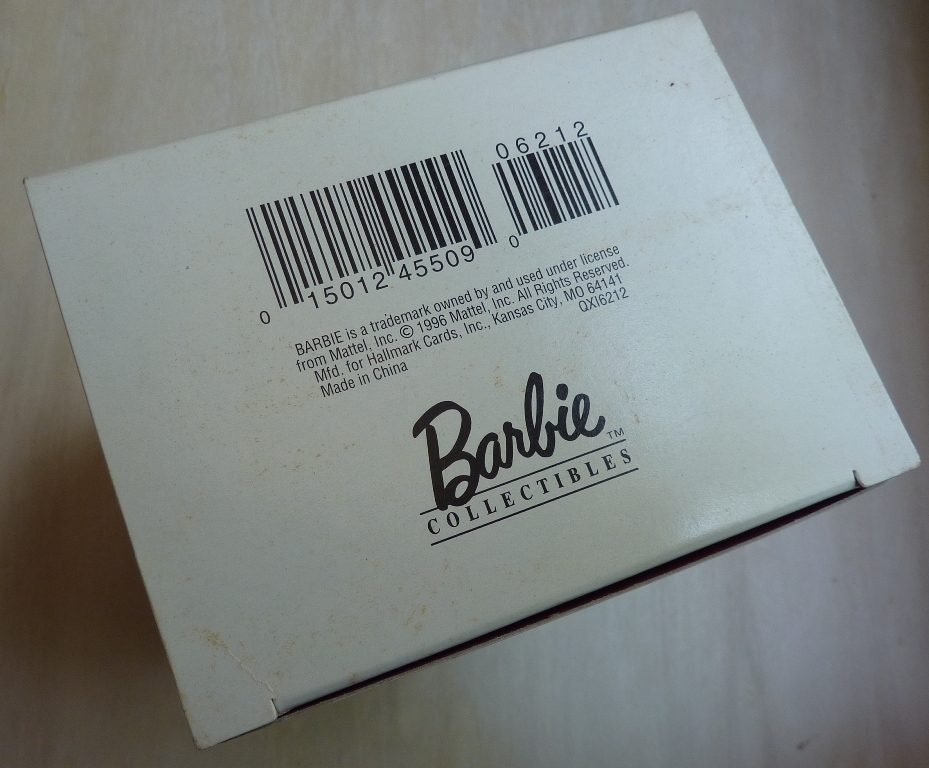 06212
0 15012 45509 0
BARBIE is a trademark owned by and used under license
from Mattel, Inc. © 1996 Mattel, Inc. All Rights Reserved.
Mfd. for Hallmark Cards, Inc., Kansas City, MO 64141
Made in China QXI6212
Barbie™
COLLECTIBLES